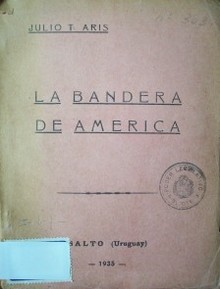 JULIO T. ARIS
LA BANDERA
DE AMERICA
SALTO (Uruguay)
— 1935 —